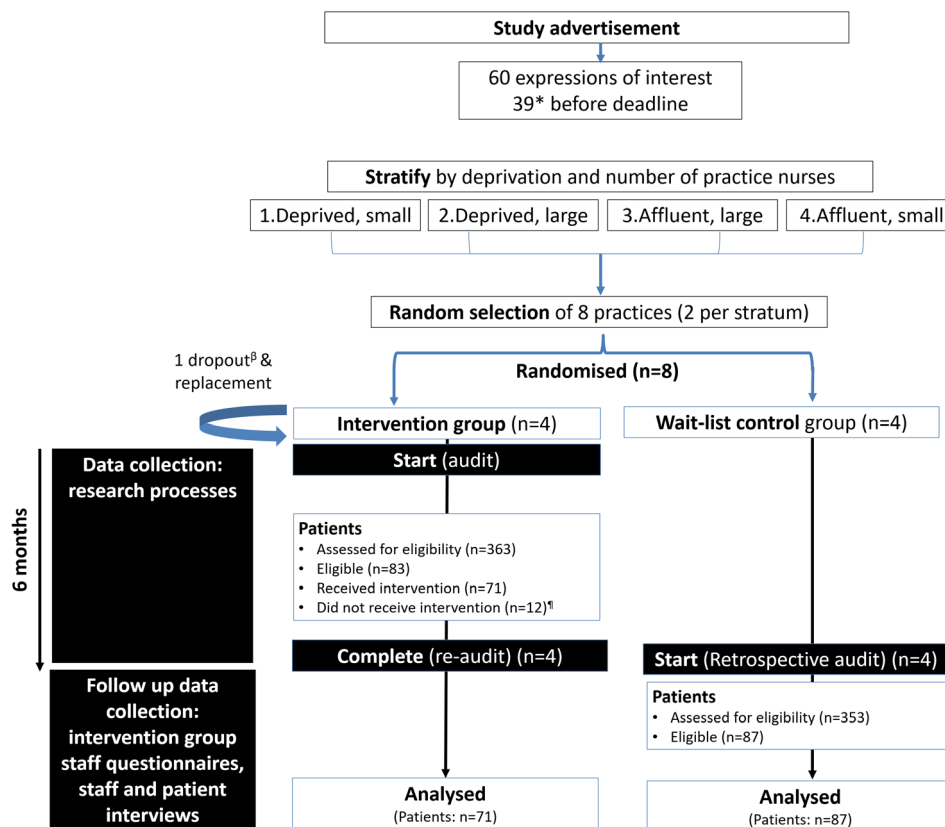 Study advertisement
60 expressions of interest
39* before deadline
Stratify by deprivation and number of practice nurses
1.Deprived, small
2.Deprived, large
3.Affluent, large
4.Affluent, small
Random selection of 8 practices (2 per stratum)
1 dropoutᵝ &
replacement
Randomised (n=8)
Intervention group (n=4)
Wait-list control group (n=4)
Start (audit)
6 months
Data collection:
research processes
Patients
• Assessed for eligibility (n=363)
• Eligible (n=83)
• Received intervention (n=71)
• Did not receive intervention (n=12)¶
Complete (re-audit) (n=4)
Start (Retrospective audit) (n=4)
Patients
• Assessed for eligibility (n=353)
• Eligible (n=87)
Follow up data
collection:
intervention group
staff questionnaires,
staff and patient
interviews
Analysed
(Patients: n=71)
Analysed
(Patients: n=87)